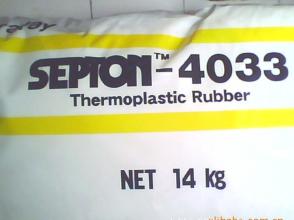 SEPTON™-4033
Thermoplastic Rubber
NET 14 kg